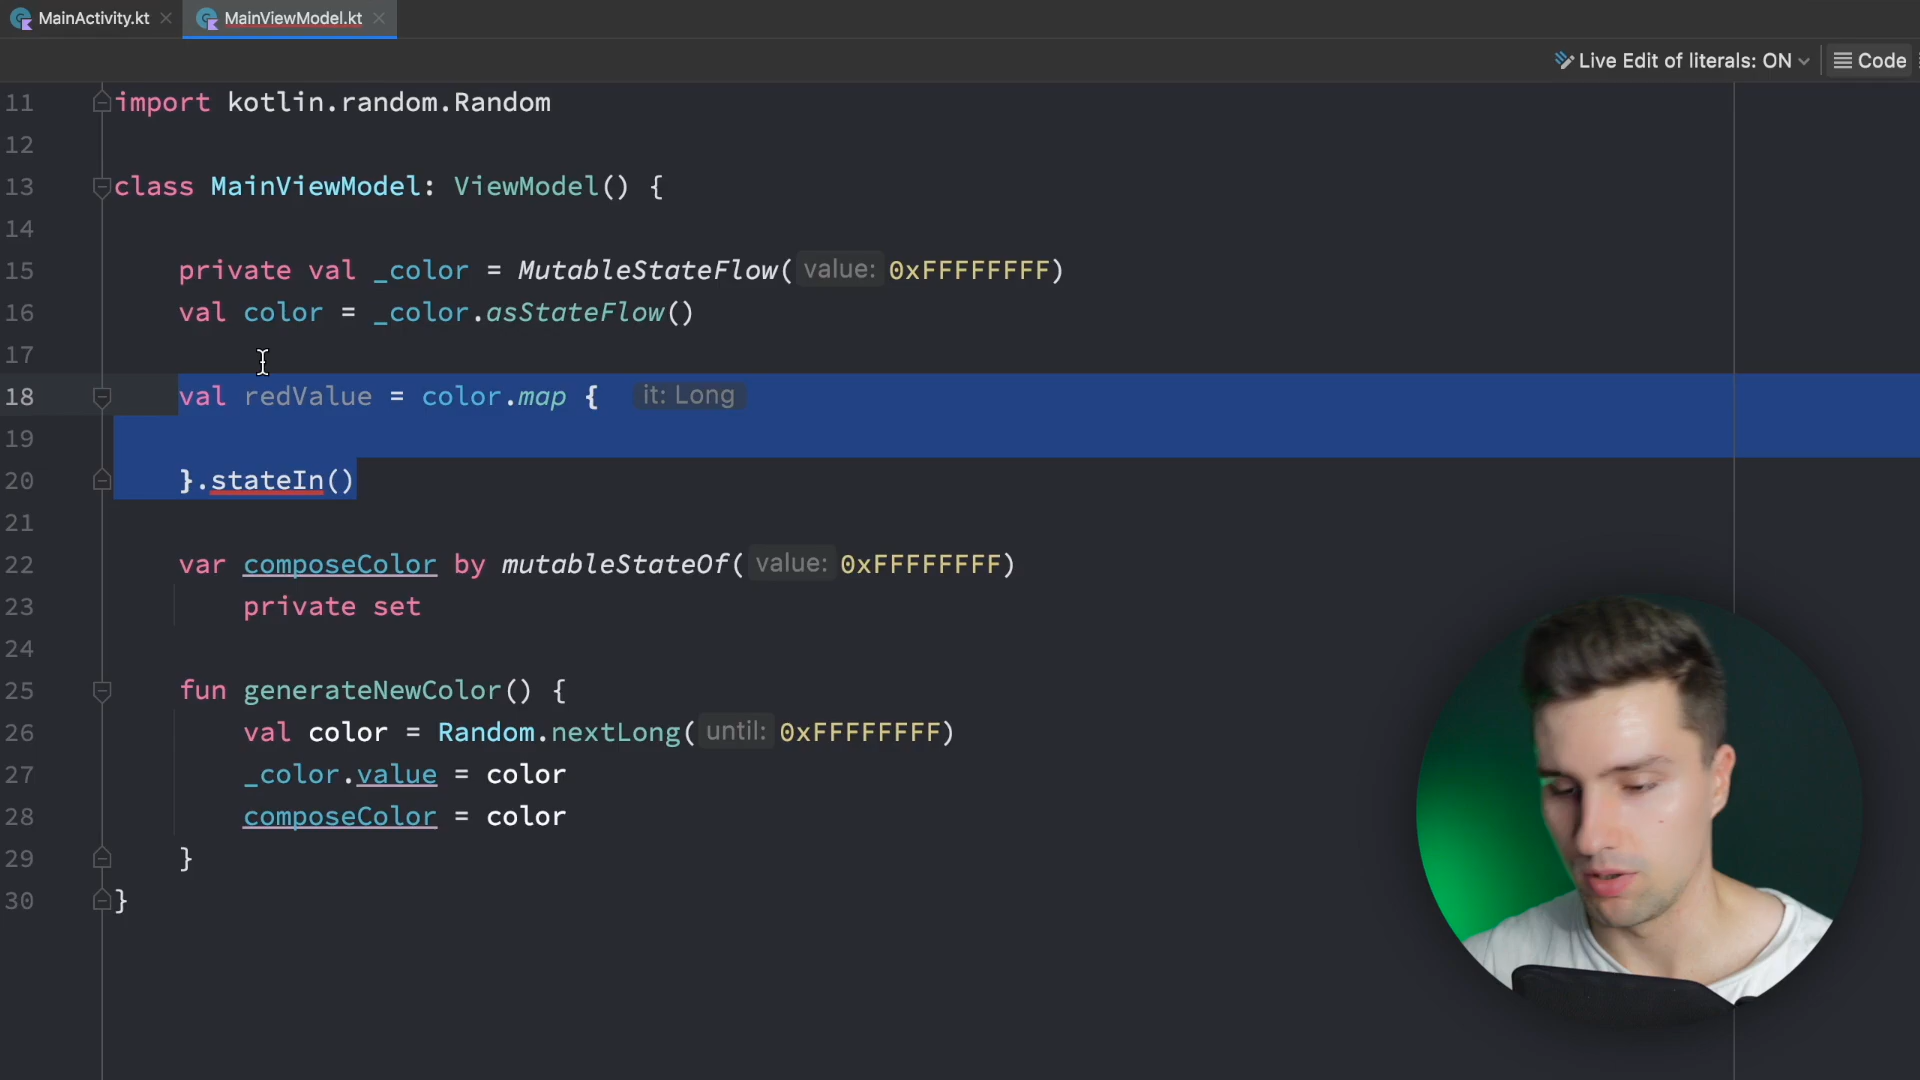 MainActivity.kt
MainViewModel.kt
Live Edit of literals: ON
Code
11 import kotlin.random.Random
12
13 class MainViewModel: ViewModel() {
14
15 private val _color = MutableStateFlow( value: 0xFFFFFFFF)
16 val color = _color.asStateFlow()
17
18 val redValue = color.map { it: Long
19
20 }.stateIn()
21
22 var composeColor by mutableStateOf( value: 0xFFFFFFFF)
23 private set
24
25 fun generateNewColor() {
26 val color = Random.nextLong( until: 0xFFFFFFFF)
27 _color.value = color
28 composeColor = color
29 }
30 }